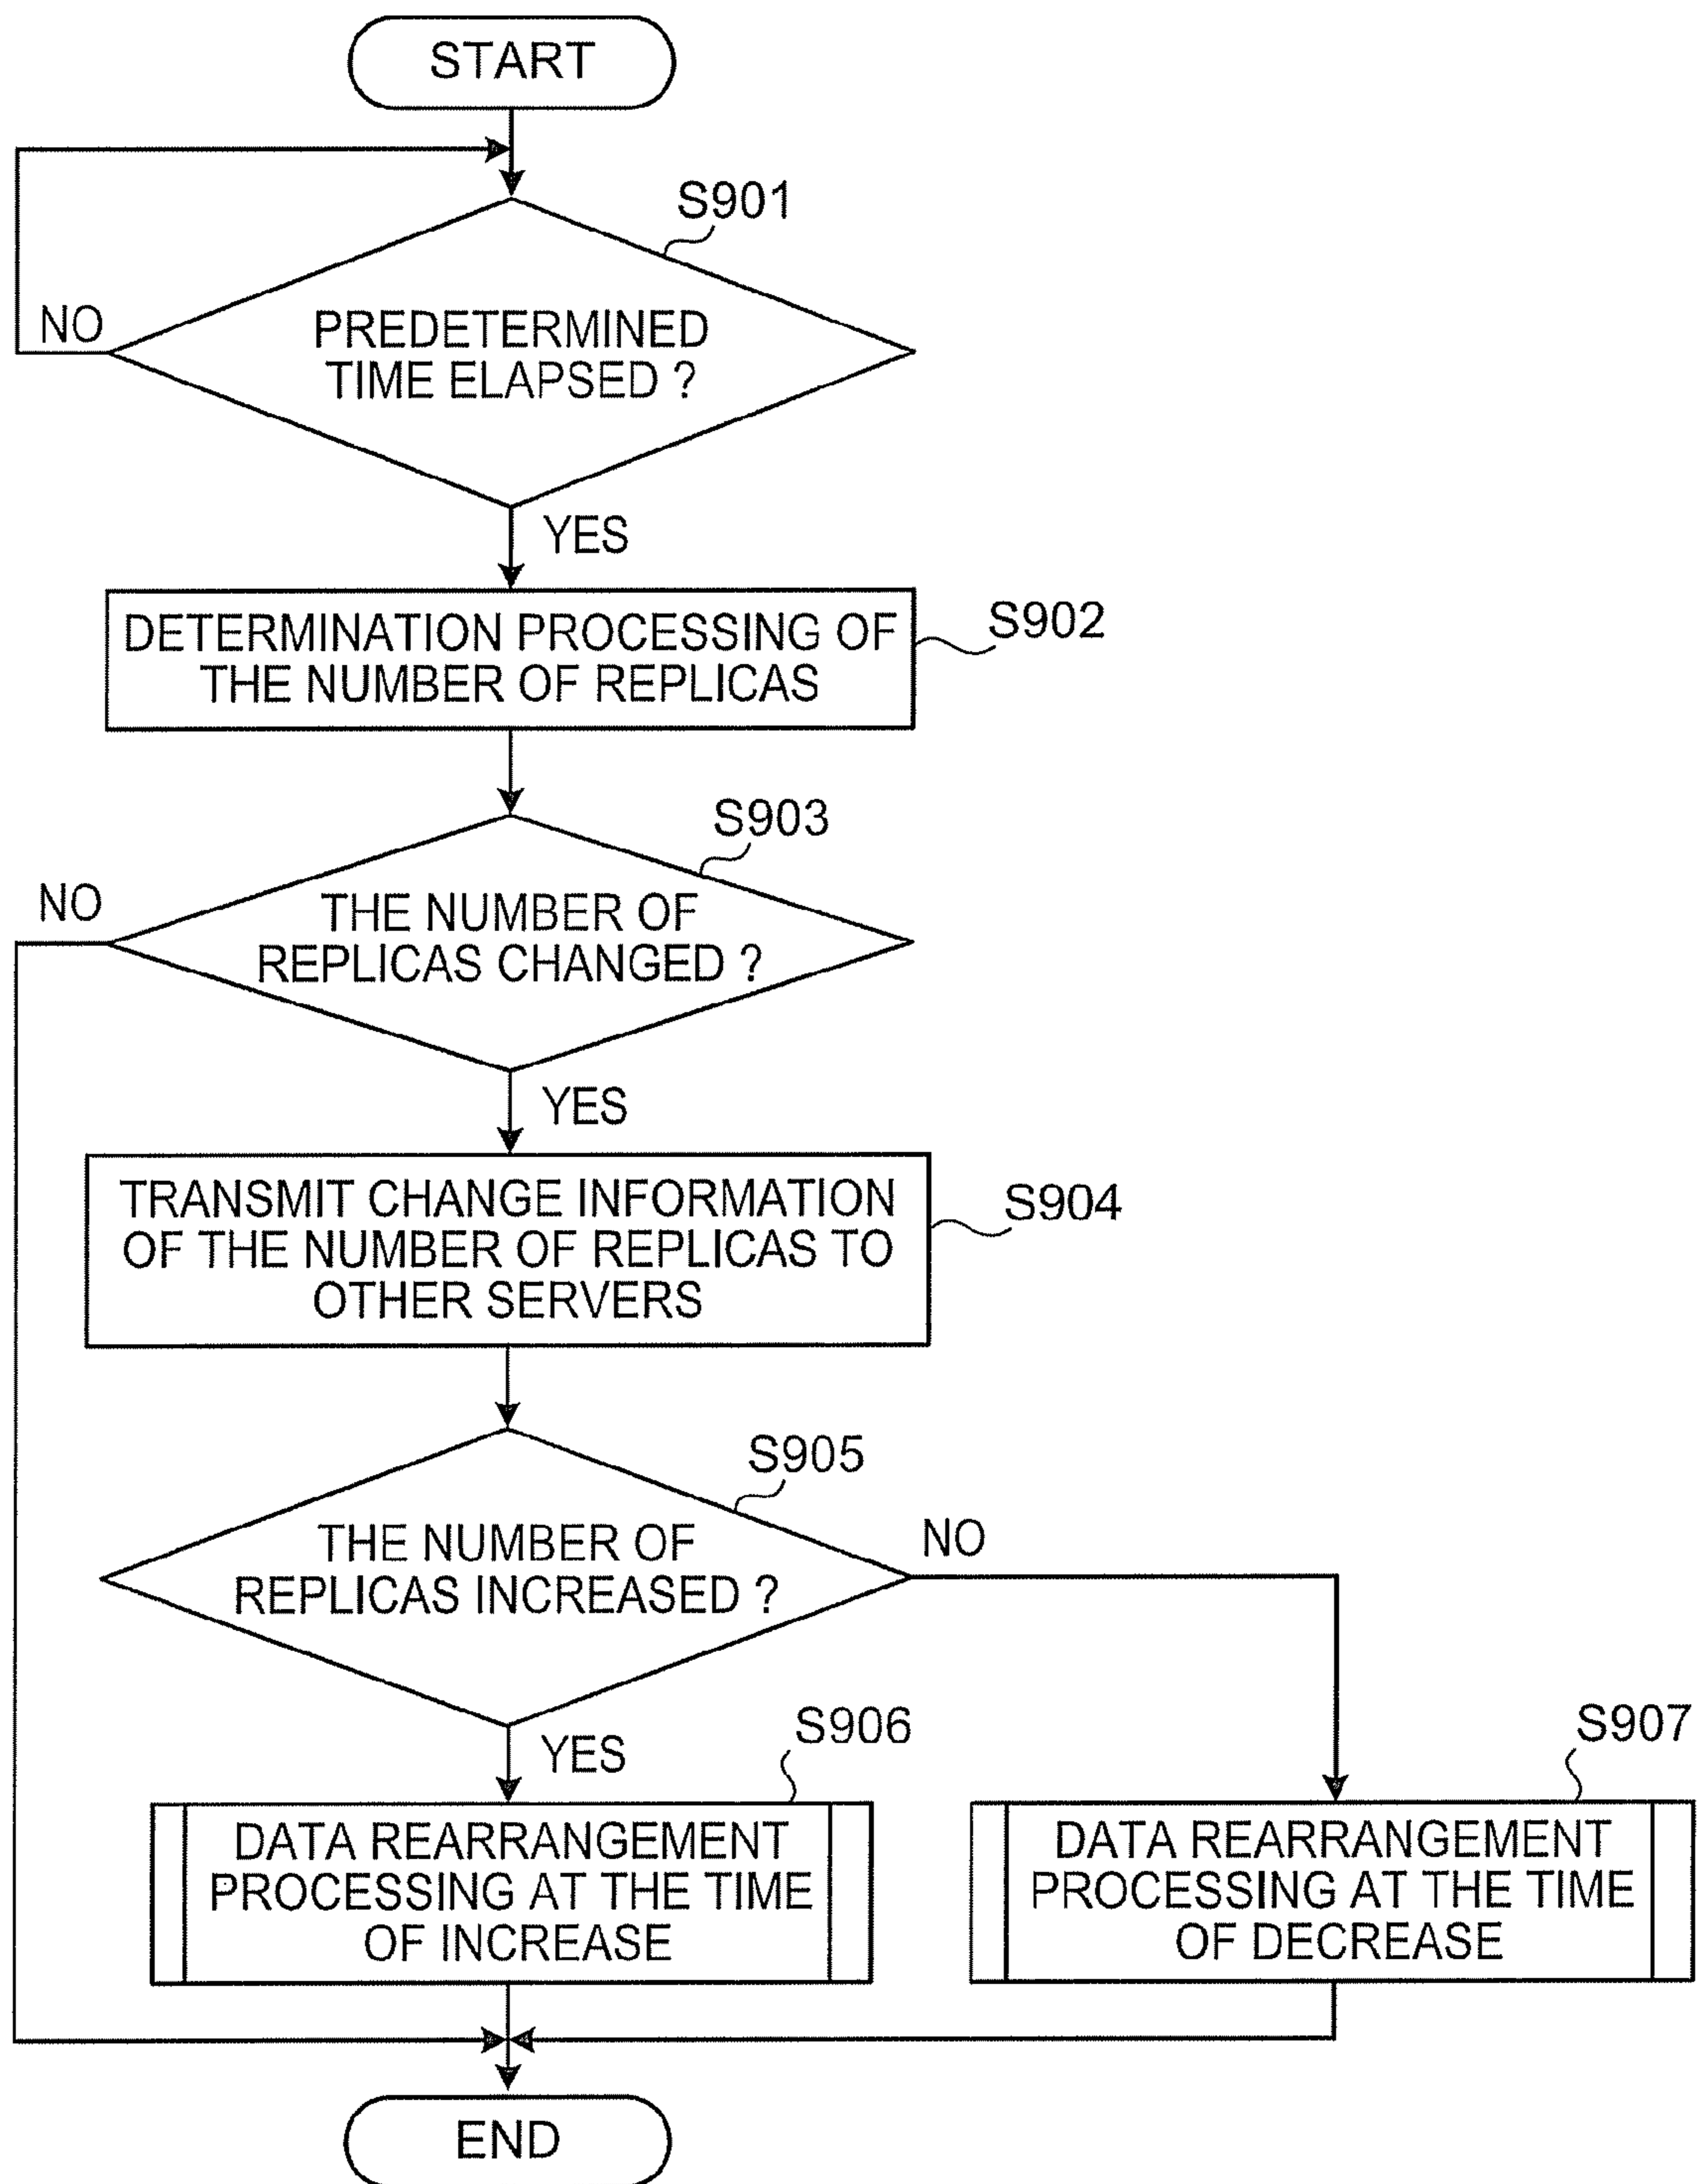 START
S901
NO
PREDETERMINED
TIME ELAPSED ?
YES
DETERMINATION PROCESSING OF
THE NUMBER OF REPLICAS
S902
S903
NO
THE NUMBER OF
REPLICAS CHANGED ?
YES
TRANSMIT CHANGE INFORMATION
OF THE NUMBER OF REPLICAS TO
OTHER SERVERS
S904
S905
THE NUMBER OF
REPLICAS INCREASED ?
NO
YES
S906
DATA REARRANGEMENT
PROCESSING AT THE TIME
OF INCREASE
S907
DATA REARRANGEMENT
PROCESSING AT THE TIME
OF DECREASE
END